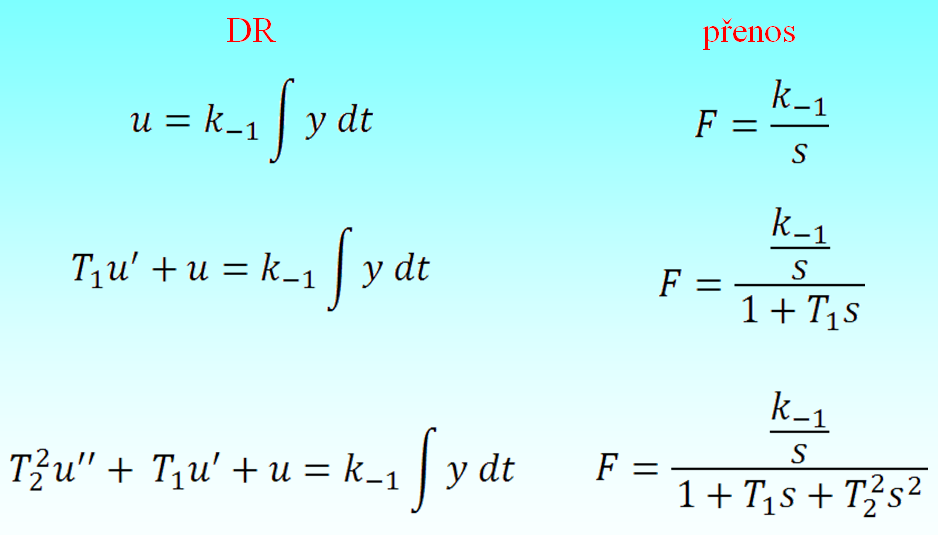 DR přenos
u = k₋₁ ∫ y dt F = k₋₁/s
T₁u′ + u = k₋₁ ∫ y dt F = (k₋₁/s)/(1 + T₁s)
T₂²u″ + T₁u′ + u = k₋₁ ∫ y dt F = (k₋₁/s)/(1 + T₁s + T₂²s²)